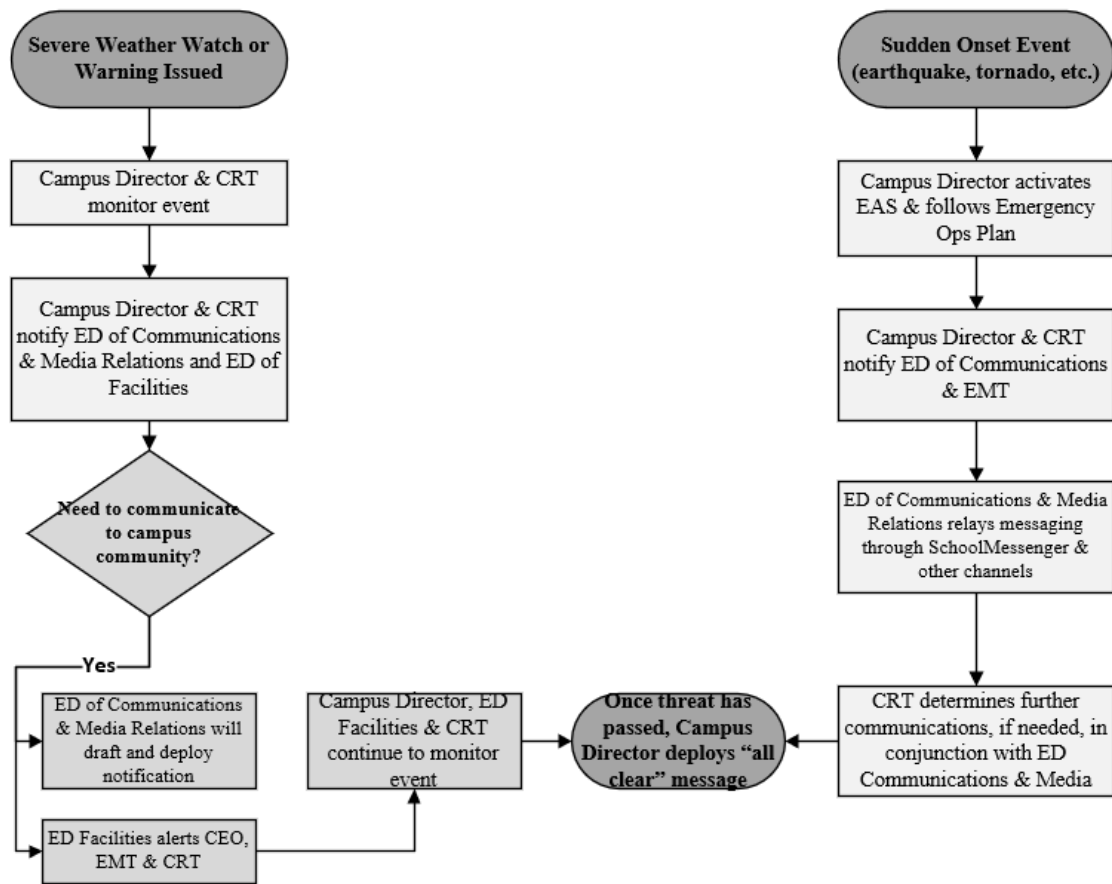 Severe Weather Watch or
Warning Issued
Campus Director & CRT
monitor event
Campus Director & CRT
notify ED of Communications
& Media Relations and ED of
Facilities
Need to communicate
to campus
community?
Yes
ED of Communications
& Media Relations will
draft and deploy
notification
ED Facilities alerts CEO,
EMT & CRT
Campus Director, ED
Facilities & CRT
continue to monitor
event
Once threat has
passed, Campus
Director deploys “all
clear” message
Sudden Onset Event
(earthquake, tornado, etc.)
Campus Director activates
EAS & follows Emergency
Ops Plan
Campus Director & CRT
notify ED of Communications
& EMT
ED of Communications & Media
Relations relays messaging
through SchoolMessenger &
other channels
CRT determines further
communications, if needed, in
conjunction with ED
Communications & Media